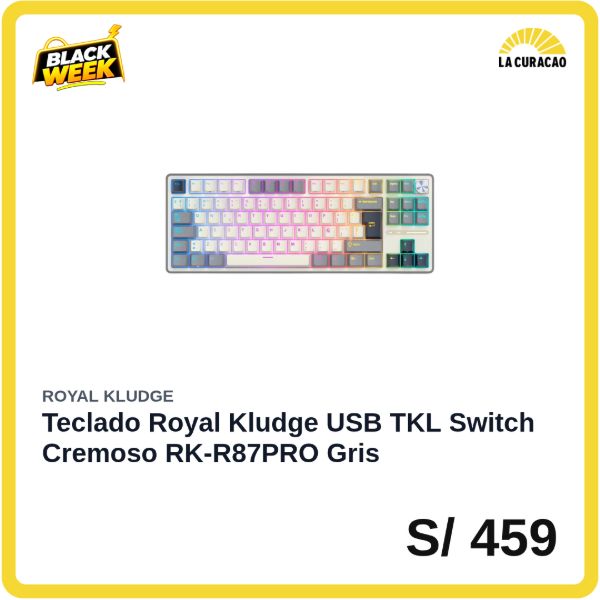 BLACK
WEEK
LA CURACAO
ROYAL KLUDGE
Teclado Royal Kludge USB TKL Switch
Cremoso RK-R87PRO Gris
S/ 459